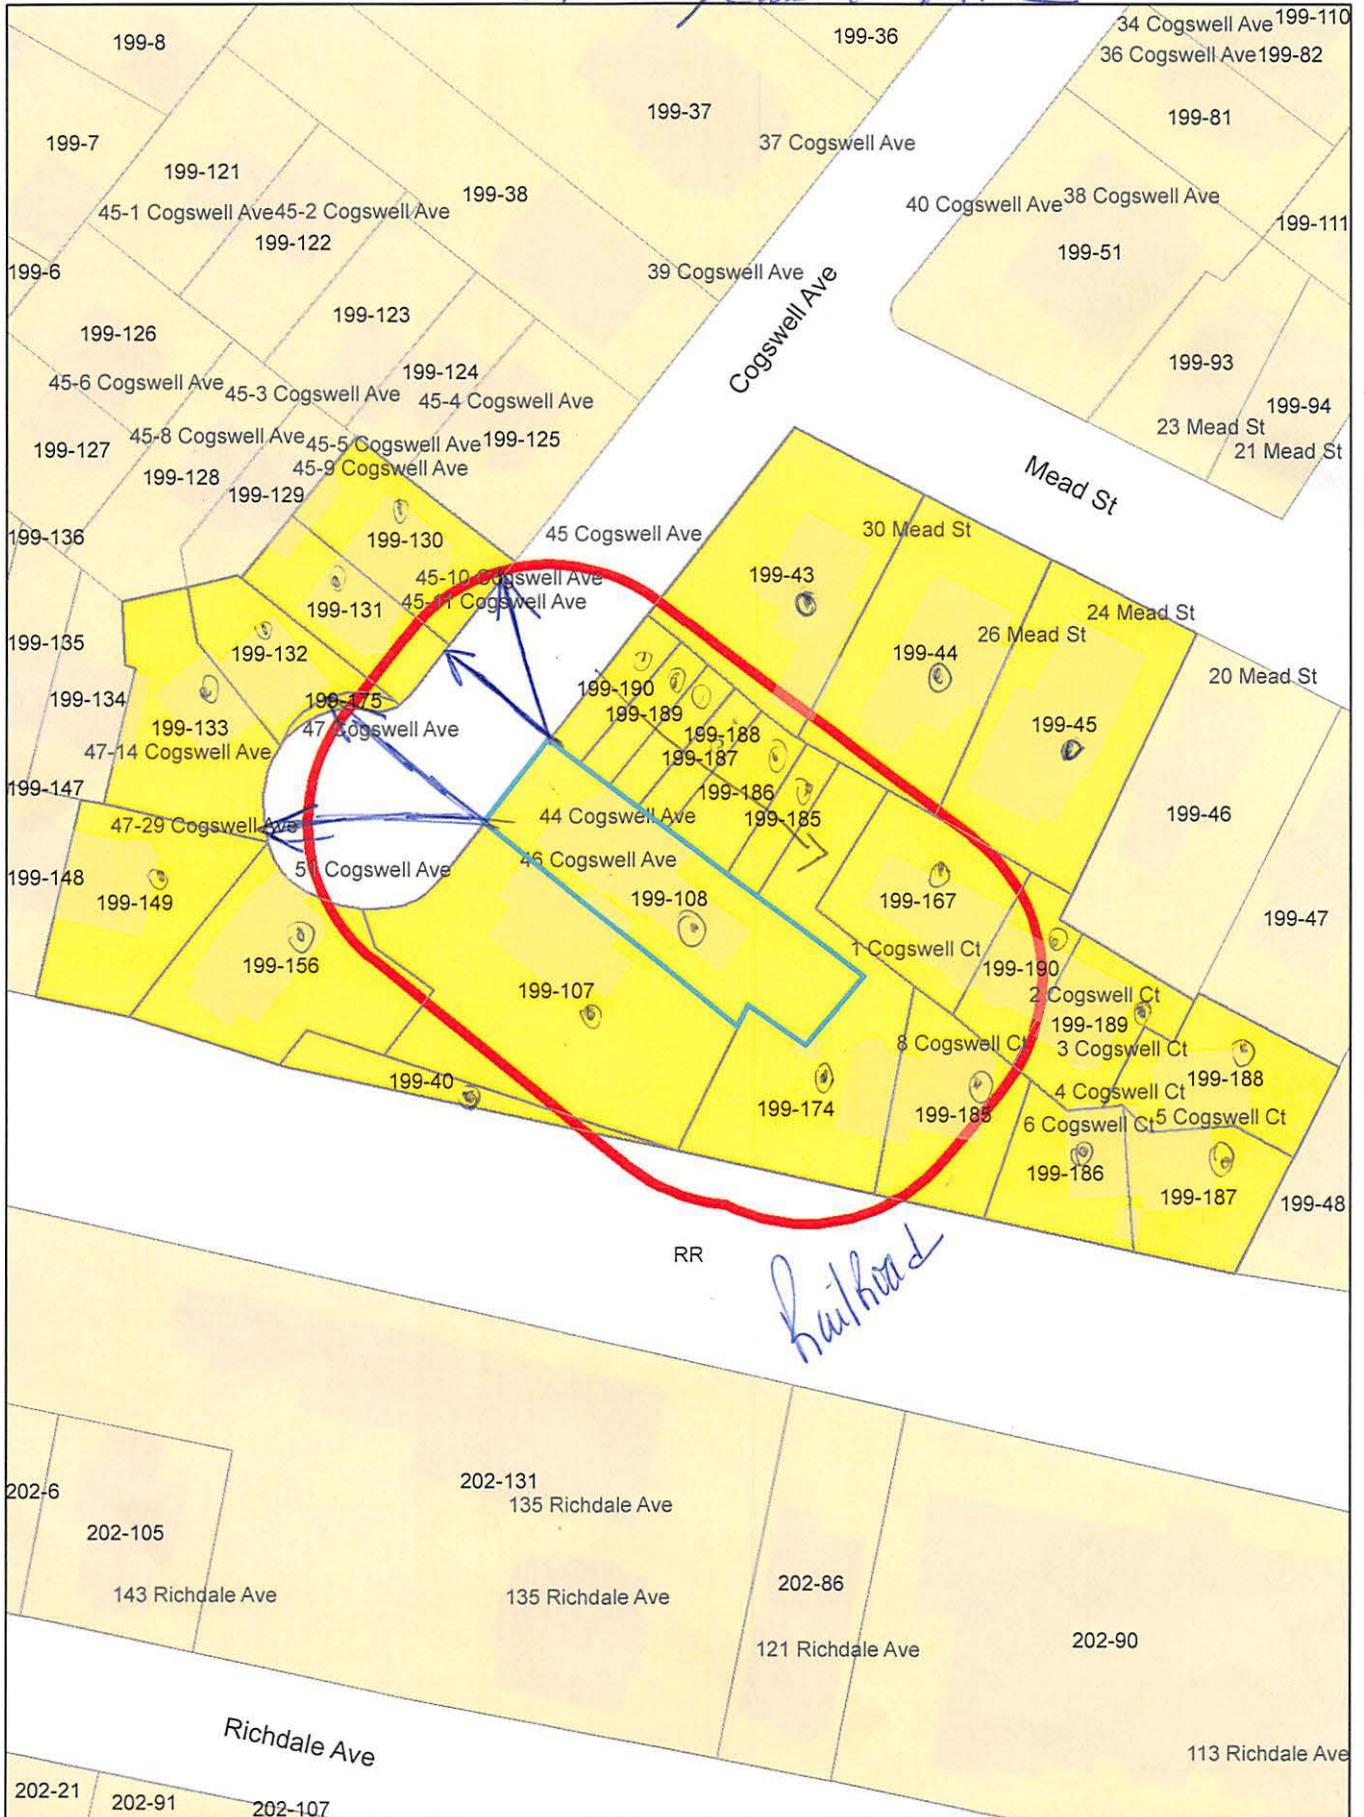 199-8
199-36
34 Cogswell Ave 199-110
36 Cogswell Ave 199-82
199-37
199-81
199-7
37 Cogswell Ave
199-121
199-38
45-1 Cogswell Ave 45-2 Cogswell Ave
40 Cogswell Ave 38 Cogswell Ave
199-122
199-111
199-51
199-6
39 Cogswell Ave
Cogswell Ave
199-123
199-126
199-93
199-124
45-6 Cogswell Ave
45-3 Cogswell Ave
45-4 Cogswell Ave
199-94
23 Mead St
45-8 Cogswell Ave
45-5 Cogswell Ave 199-125
199-127
21 Mead St
45-9 Cogswell Ave
199-128
Mead St
199-129
199-136
199-130
45 Cogswell Ave
30 Mead St
45-10 Cogswell Ave
199-43
45-11 Cogswell Ave
199-131
24 Mead St
199-135
26 Mead St
199-132
199-44
20 Mead St
199-190
199-134
199-175
199-189
199-133
47 Cogswell Ave
199-188
199-45
47-14 Cogswell Ave
199-187
199-147
199-186
44 Cogswell Ave
199-185
199-46
47-29 Cogswell Ave
46 Cogswell Ave
51 Cogswell Ave
199-148
199-149
199-108
199-167
199-47
1 Cogswell Ct
199-156
199-190
199-107
2 Cogswell Ct
199-189
8 Cogswell Ct
3 Cogswell Ct
199-40
199-188
4 Cogswell Ct
199-174
199-185
5 Cogswell Ct
6 Cogswell Ct
199-186
199-187
199-48
RR
RailRoad
202-131
202-6
135 Richdale Ave
202-105
202-86
143 Richdale Ave
135 Richdale Ave
202-90
121 Richdale Ave
Richdale Ave
113 Richdale Ave
202-21
202-91
202-107